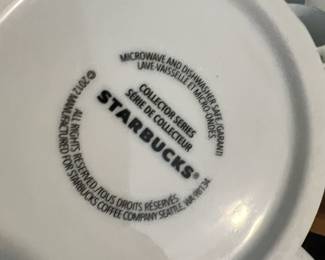 MICROWAVE AND DISHWASHER SAFE/GARANTI
LAVE-VAISSELLE ET MICRO ONDES
COLLECTOR SERIES
SÉRIE DE COLLECTEUR
STARBUCKS
©2012 MANUFACTURED FOR STARBUCKS COFFEE COMPANY SEATTLE, WA 98134.
ALL RIGHTS RESERVED./TOUS DROITS RÉSERVÉS